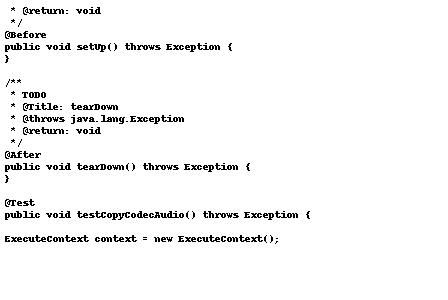 * @return: void
*/
@Before
public void setUp() throws Exception {
}
/**
* TODO
* @Title: tearDown
* @throws java.lang.Exception
* @return: void
*/
@After
public void tearDown() throws Exception {
}
@Test
public void testCopyCodecAudio() throws Exception {
ExecuteContext context = new ExecuteContext();